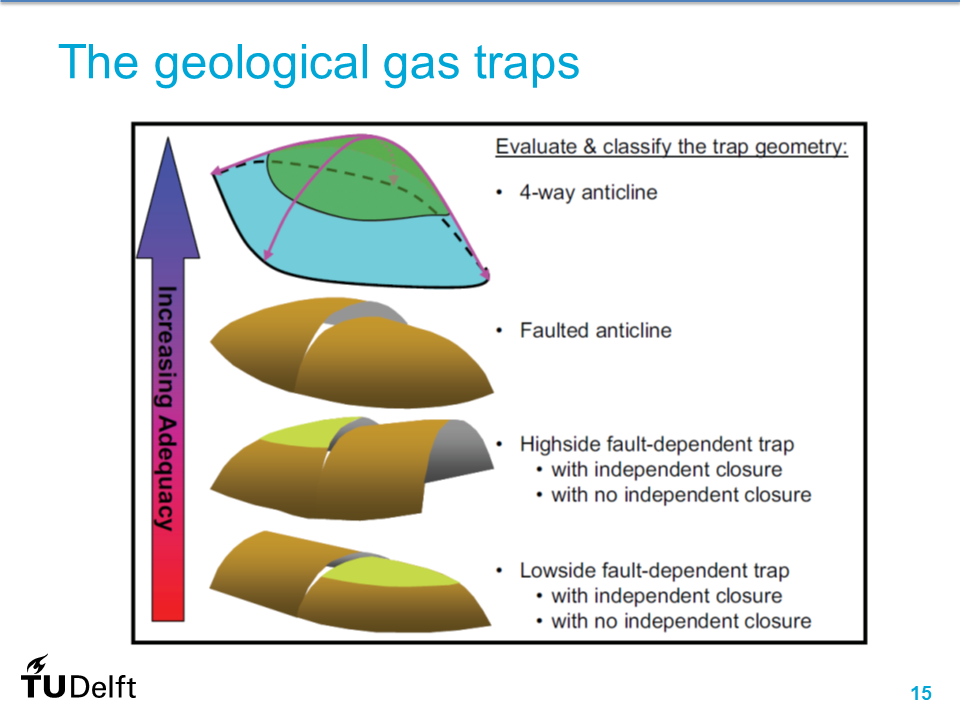 The geological gas traps
Increasing Adequacy
Evaluate & classify the trap geometry:
• 4-way anticline
• Faulted anticline
• Highside fault-dependent trap
• with independent closure
• with no independent closure
• Lowside fault-dependent trap
• with independent closure
• with no independent closure
TUDelft
15